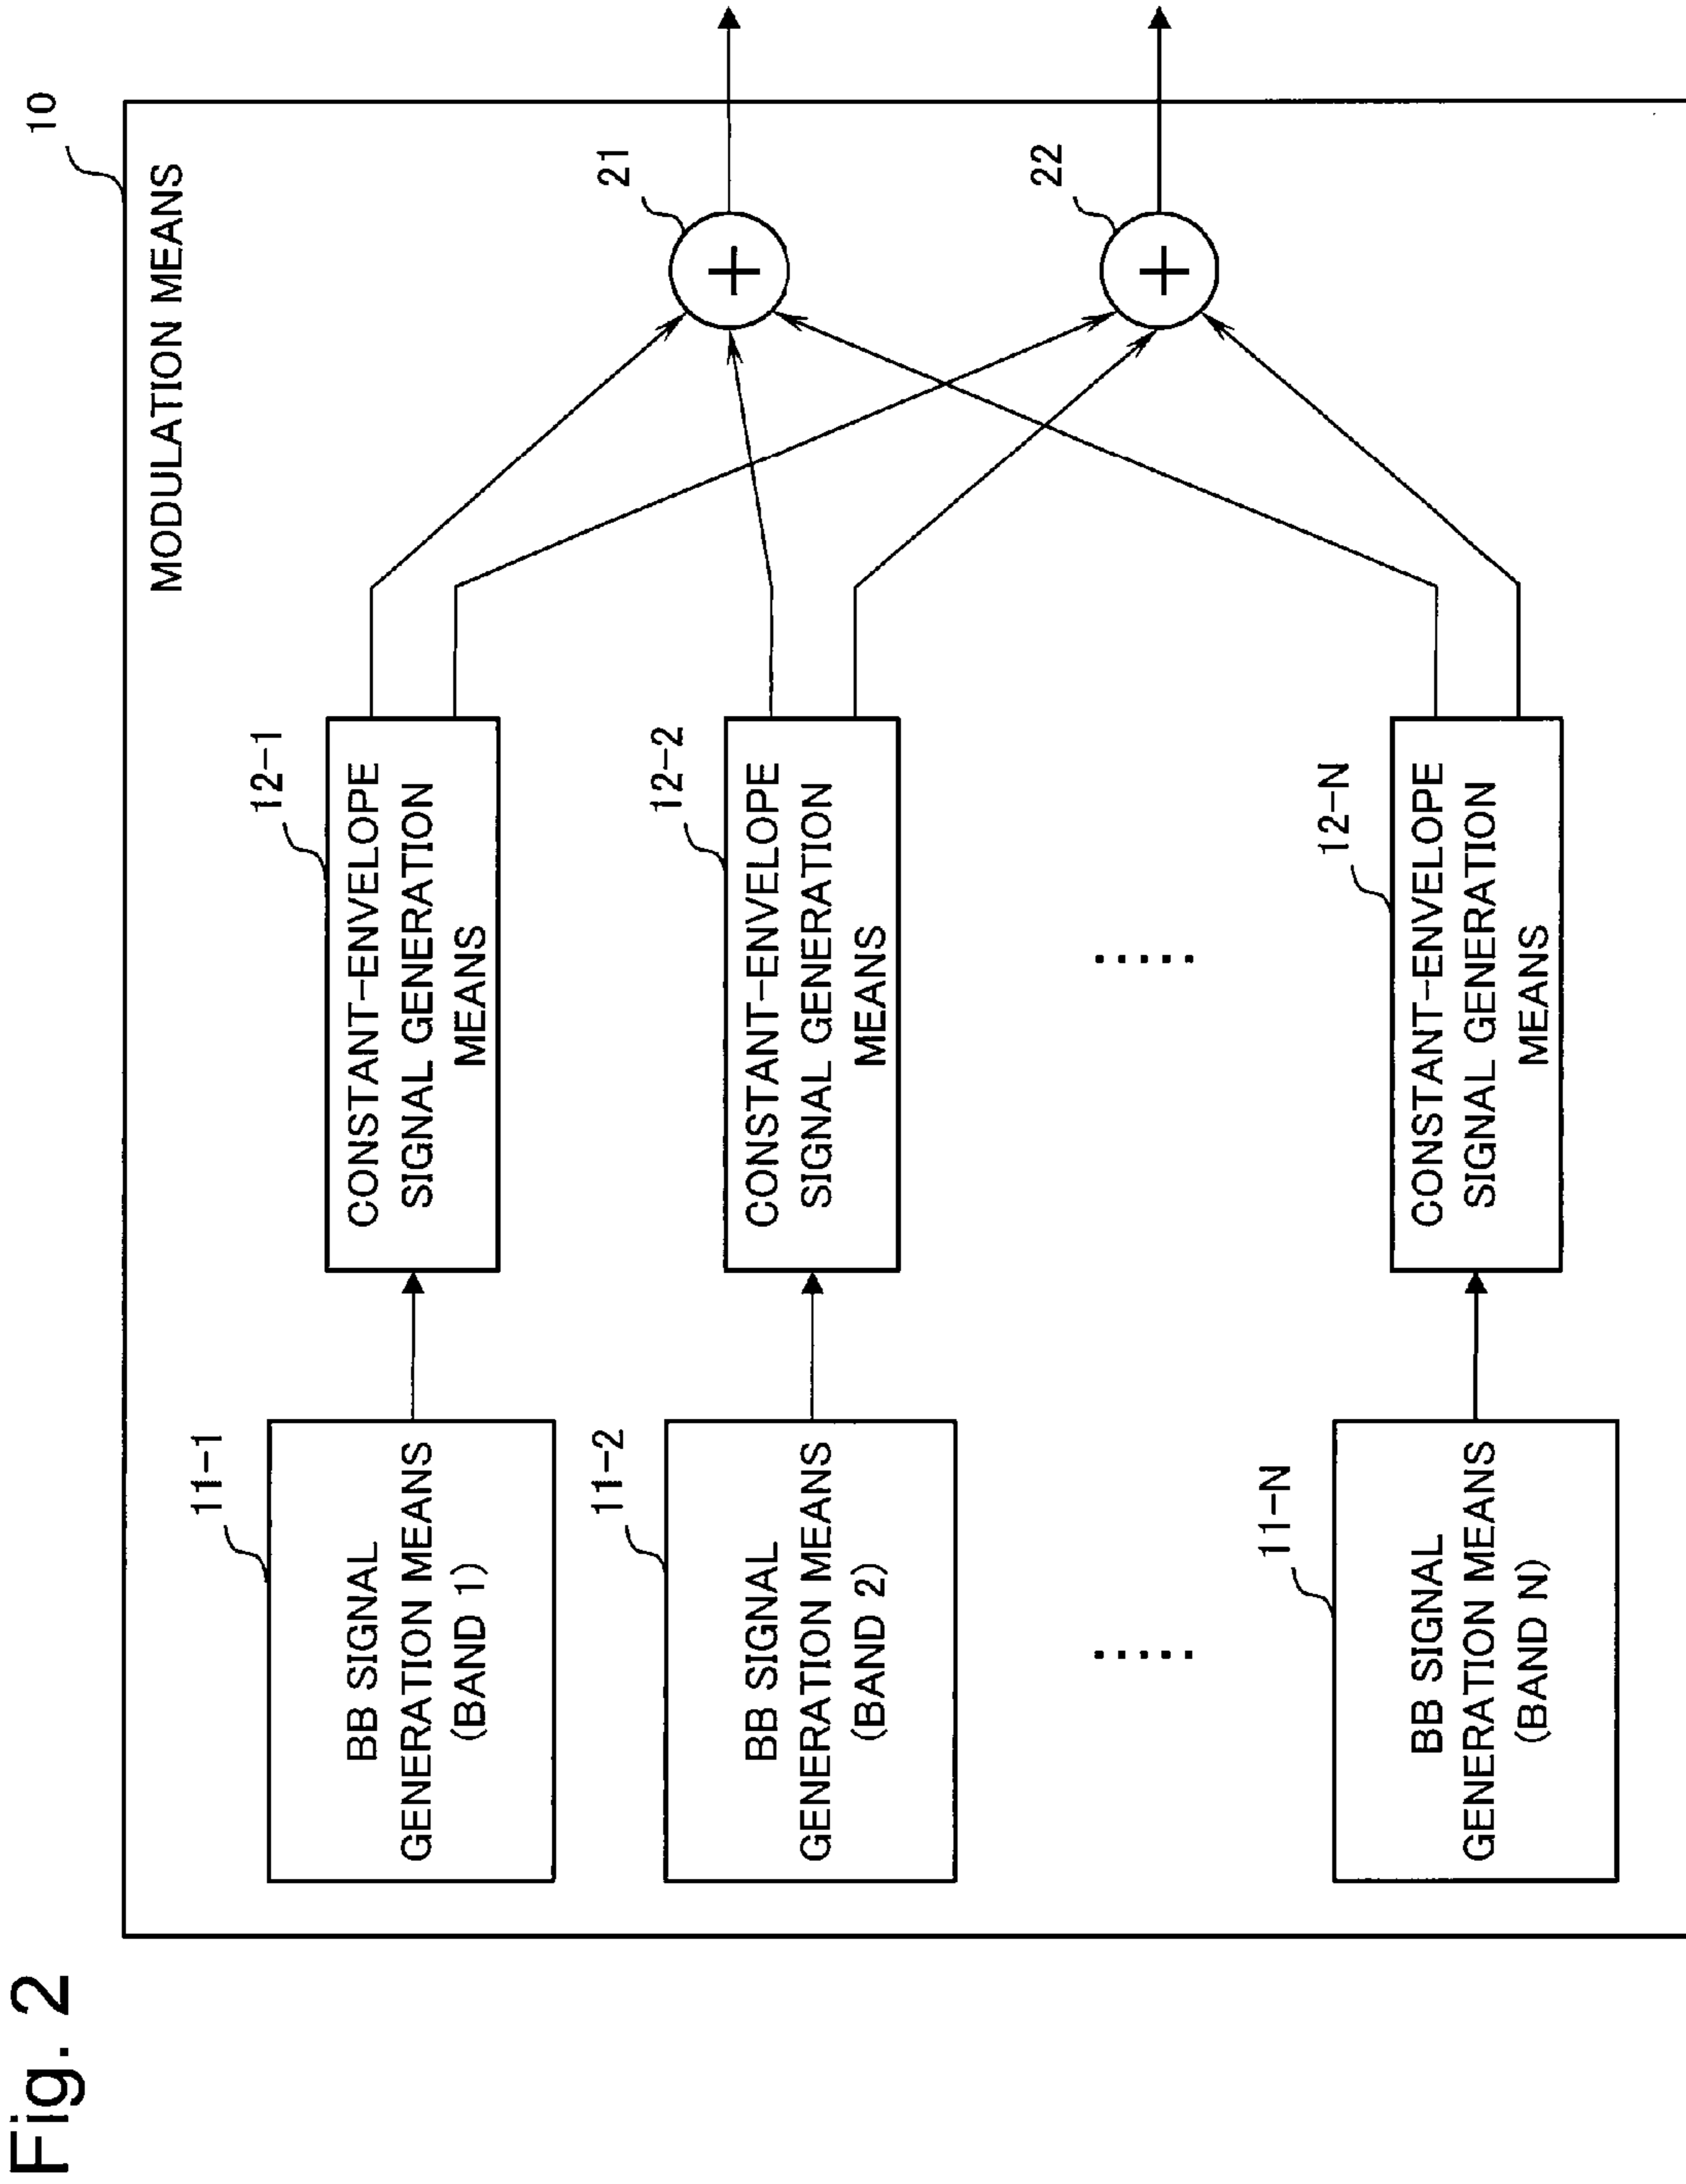 Fig. 2
10
MODULATION MEANS
11-1
BB SIGNAL
GENERATION MEANS
(BAND 1)
12-1
CONSTANT-ENVELOPE
SIGNAL GENERATION
MEANS
21
+
11-2
BB SIGNAL
GENERATION MEANS
(BAND 2)
12-2
CONSTANT-ENVELOPE
SIGNAL GENERATION
MEANS
22
+
.....
.....
11-N
BB SIGNAL
GENERATION MEANS
(BAND N)
12-N
CONSTANT-ENVELOPE
SIGNAL GENERATION
MEANS